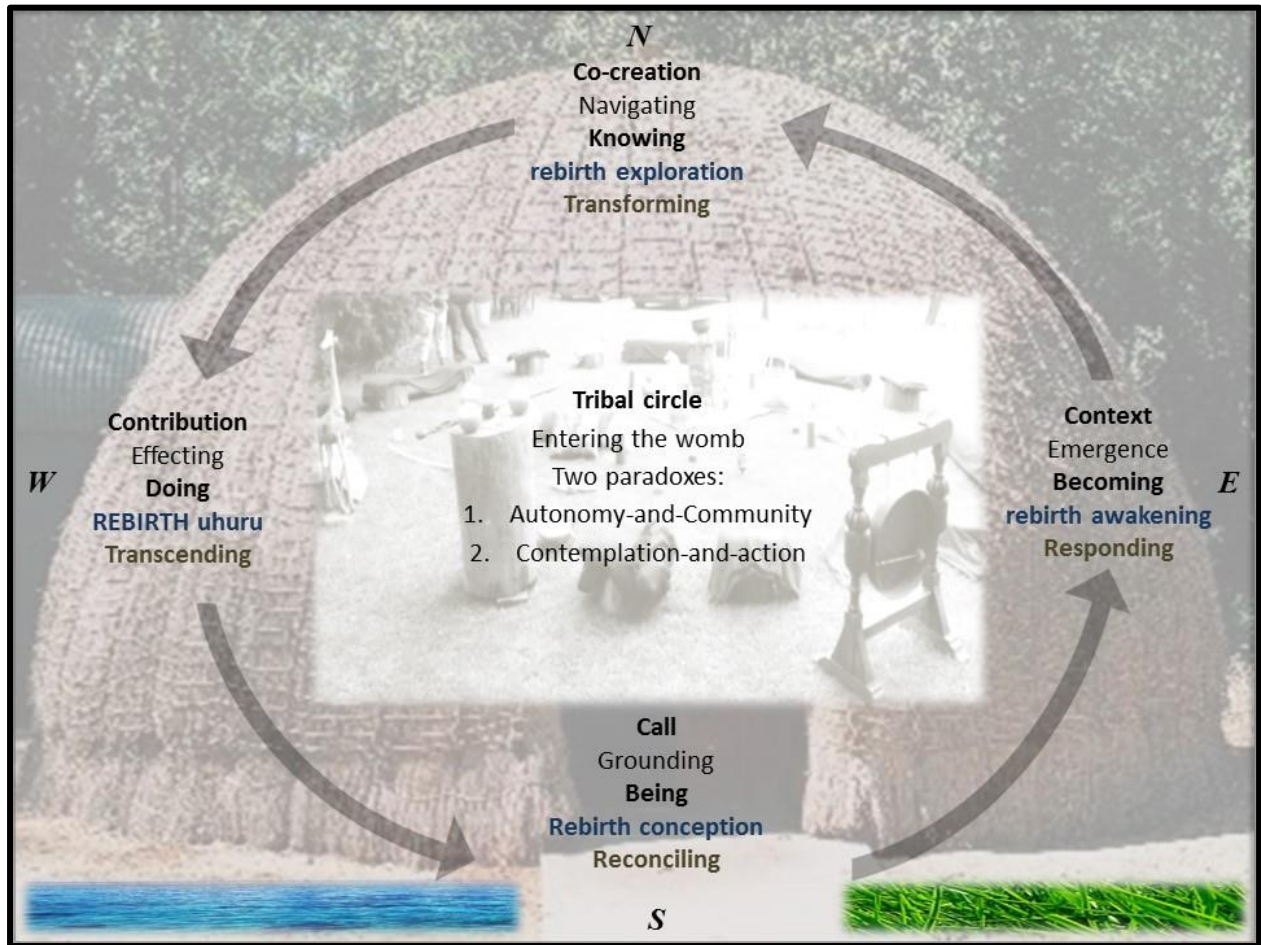 N
Co-creation
Navigating
Knowing
rebirth exploration
Transforming
Contribution
Effecting
Doing
REBIRTH uhuru
Transcending
W
Tribal circle
Entering the womb
Two paradoxes:
1. Autonomy-and-Community
2. Contemplation-and-action
Context
Emergence
Becoming
rebirth awakening
Responding
E
Call
Grounding
Being
Rebirth conception
Reconciling
S